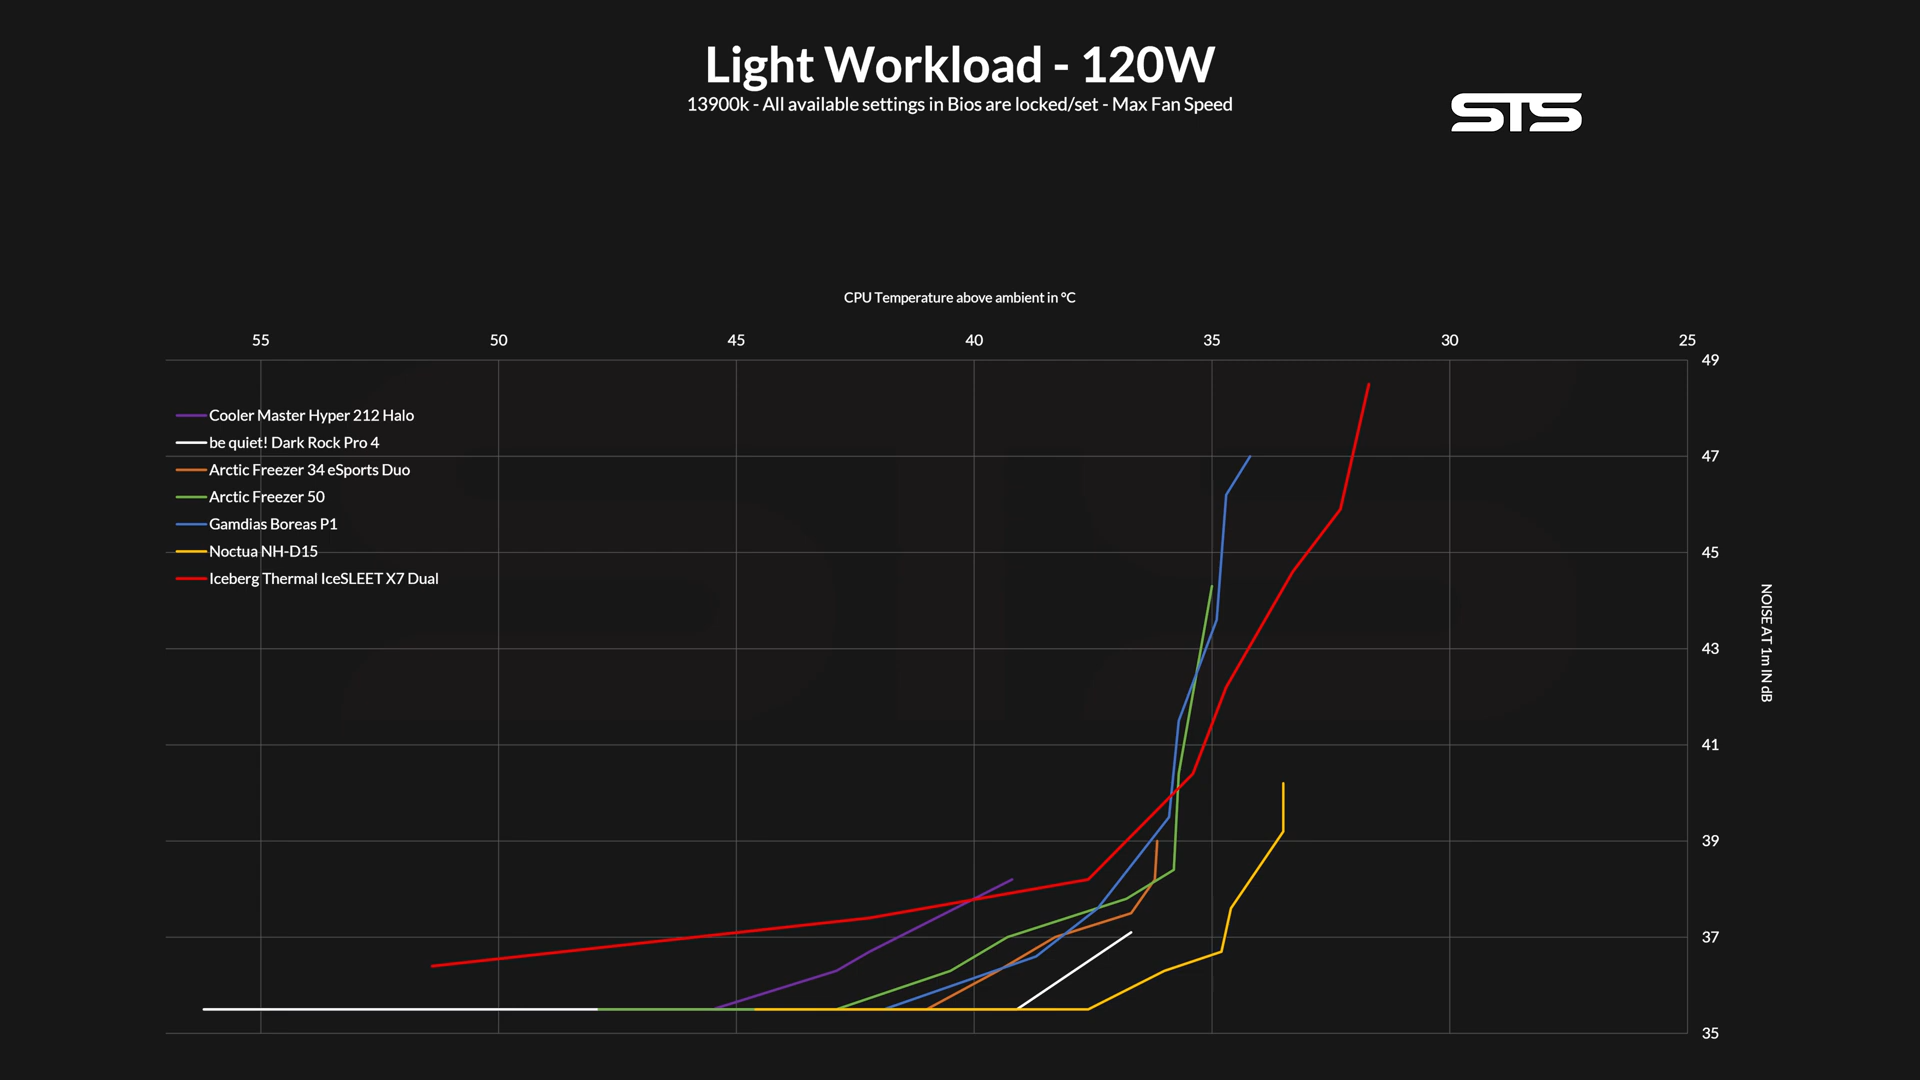 Light Workload - 120W
13900k - All available settings in Bios are locked/set - Max Fan Speed
STS
CPU Temperature above ambient in °C
55 50 45 40 35 30 25
49
47
45
43
41
39
37
35
Cooler Master Hyper 212 Halo
be quiet! Dark Rock Pro 4
Arctic Freezer 34 eSports Duo
Arctic Freezer 50
Gamdias Boreas P1
Noctua NH-D15
Iceberg Thermal IceSLEET X7 Dual
NOISE AT 1m IN dB